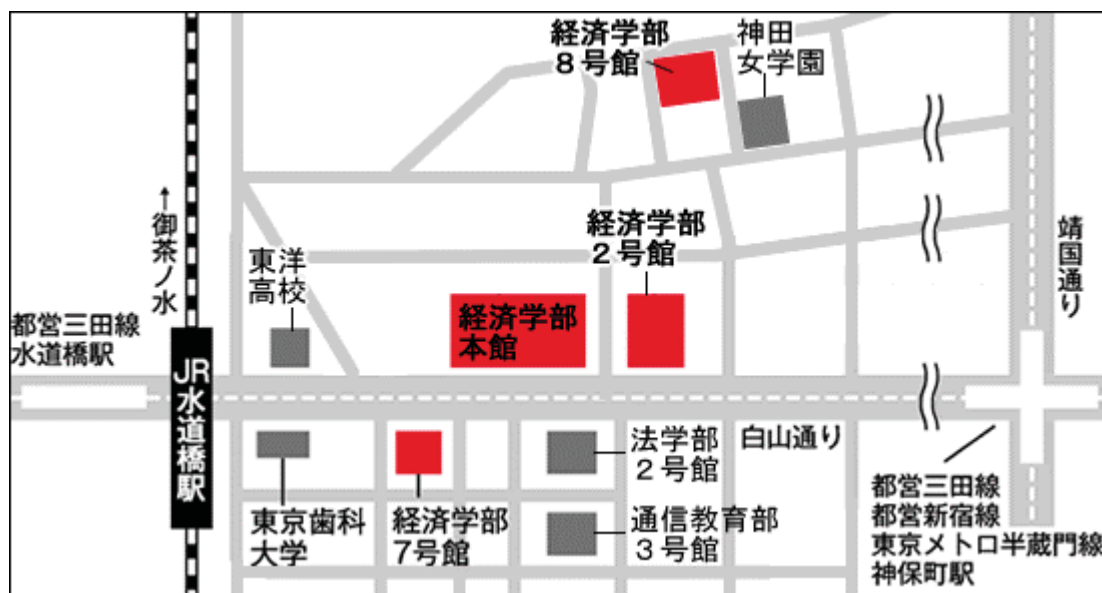 経済学部
8号館
神田
女学園
↑御茶ノ水
経済学部
2号館
靖国通り
東洋
高校
都営三田線
水道橋駅
経済学部
本館
JR水道橋駅
法学部
2号館
白山通り
東京歯科
大学
経済学部
7号館
通信教育部
3号館
都営三田線
都営新宿線
東京メトロ半蔵門線
神保町駅